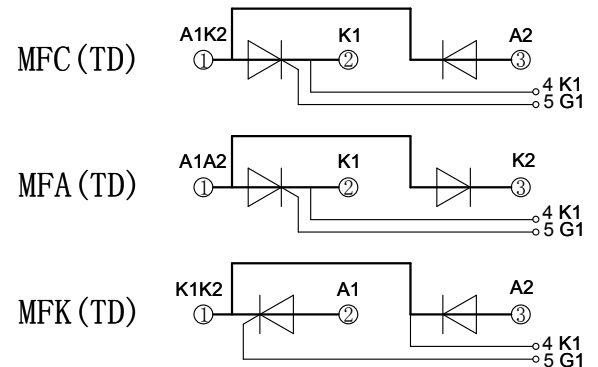 A1K2 K1 A2
MFC(TD) ① ② ③
4 K1
5 G1
A1A2 K1 K2
MFA(TD) ① ② ③
4 K1
5 G1
K1K2 A1 A2
MFK(TD) ① ② ③
4 K1
5 G1